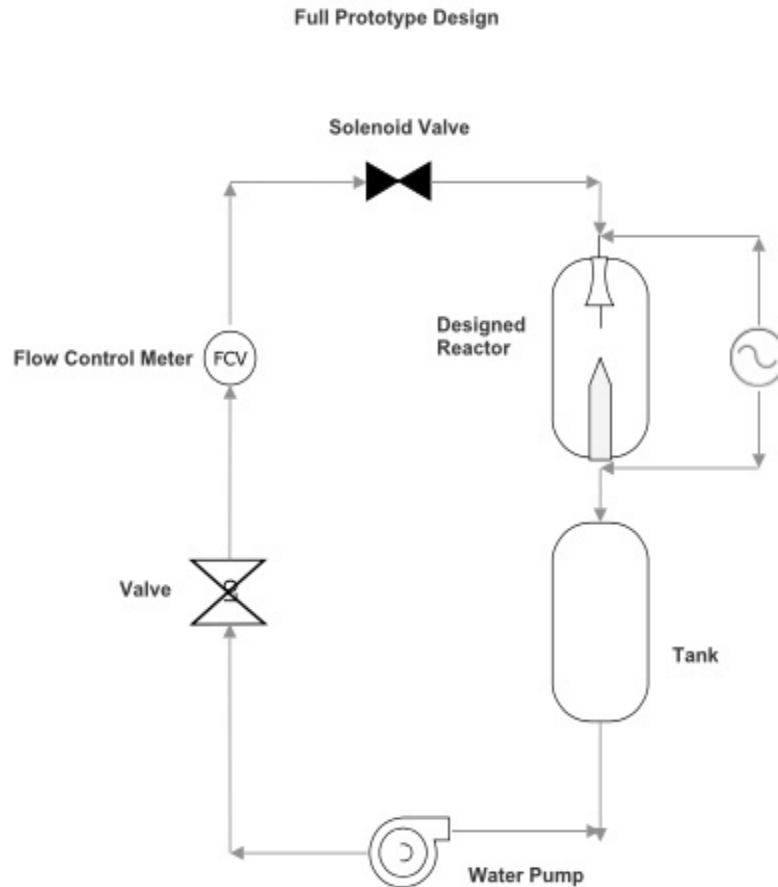 Full Prototype Design
Solenoid Valve
Designed
Reactor
Flow Control Meter
FCV
Valve
Tank
Water Pump